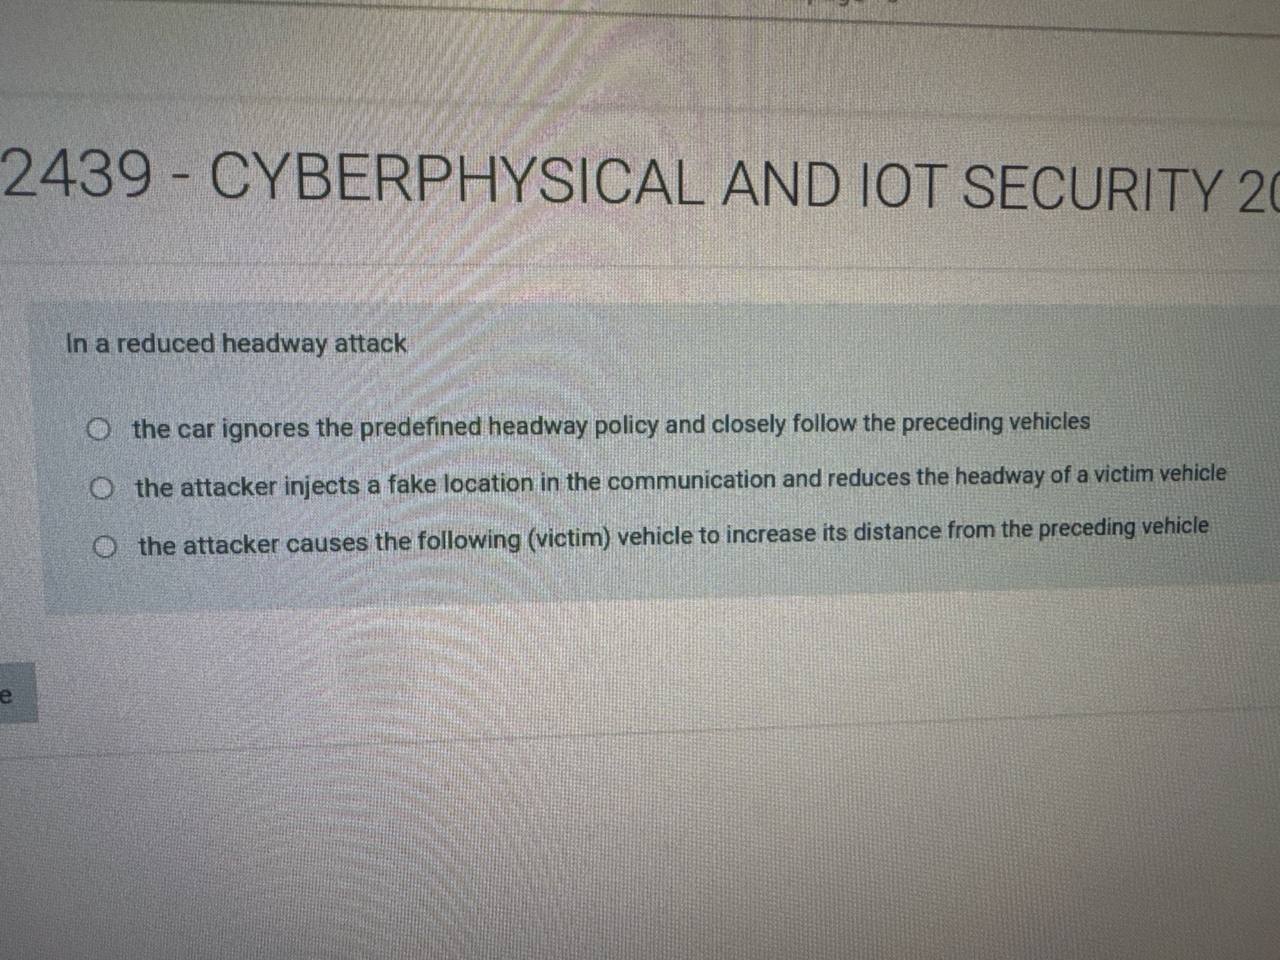 2439 - CYBERPHYSICAL AND IOT SECURITY 20
In a reduced headway attack
the car ignores the predefined headway policy and closely follow the preceding vehicles
the attacker injects a fake location in the communication and reduces the headway of a victim vehicle
the attacker causes the following (victim) vehicle to increase its distance from the preceding vehicle
e